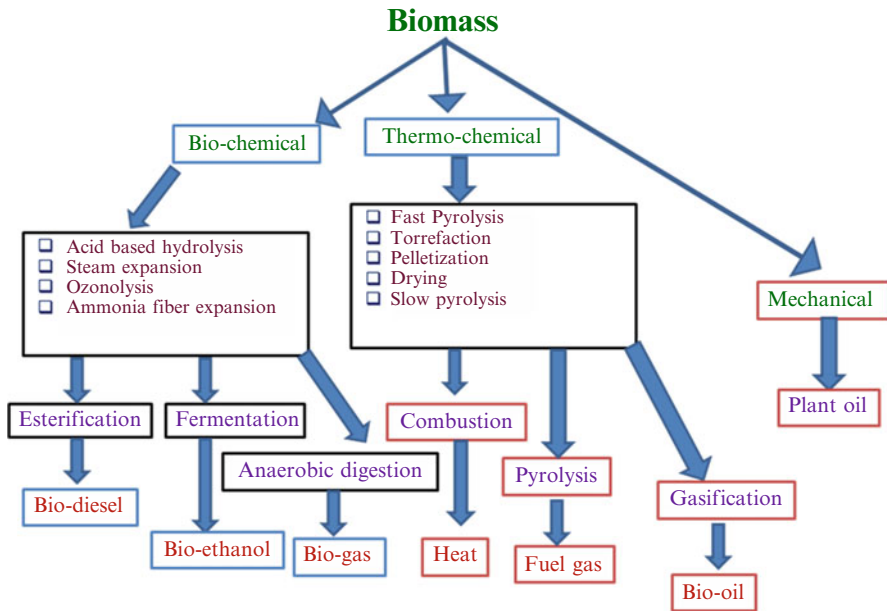 Biomass
Bio-chemical
Thermo-chemical
Mechanical
Acid based hydrolysis
Steam expansion
Ozonolysis
Ammonia fiber expansion
Fast Pyrolysis
Torrefaction
Pelletization
Drying
Slow pyrolysis
Esterification
Fermentation
Anaerobic digestion
Combustion
Pyrolysis
Gasification
Plant oil
Bio-diesel
Bio-ethanol
Bio-gas
Heat
Fuel gas
Bio-oil